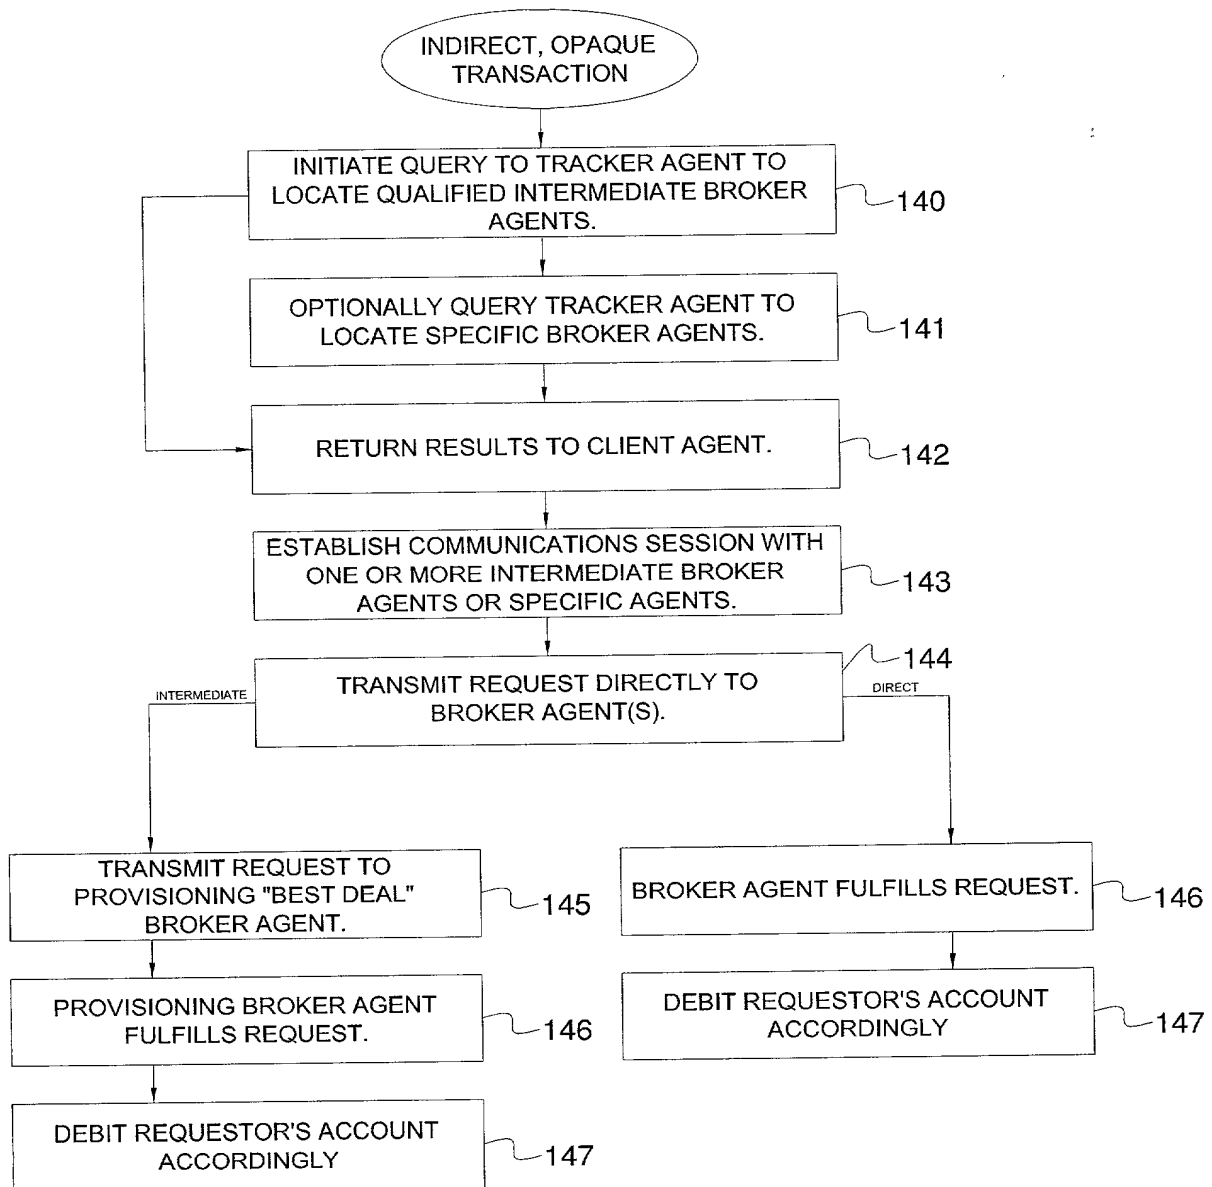 INDIRECT, OPAQUE
TRANSACTION
INITIATE QUERY TO TRACKER AGENT TO
LOCATE QUALIFIED INTERMEDIATE BROKER
AGENTS.
140
OPTIONALLY QUERY TRACKER AGENT TO
LOCATE SPECIFIC BROKER AGENTS.
141
RETURN RESULTS TO CLIENT AGENT.
142
ESTABLISH COMMUNICATIONS SESSION WITH
ONE OR MORE INTERMEDIATE BROKER
AGENTS OR SPECIFIC AGENTS.
143
TRANSMIT REQUEST DIRECTLY TO
BROKER AGENT(S).
144
INTERMEDIATE
DIRECT
TRANSMIT REQUEST TO
PROVISIONING "BEST DEAL"
BROKER AGENT.
145
BROKER AGENT FULFILLS REQUEST.
146
PROVISIONING BROKER AGENT
FULFILLS REQUEST.
146
DEBIT REQUESTOR'S ACCOUNT
ACCORDINGLY
147
DEBIT REQUESTOR'S ACCOUNT
ACCORDINGLY
147